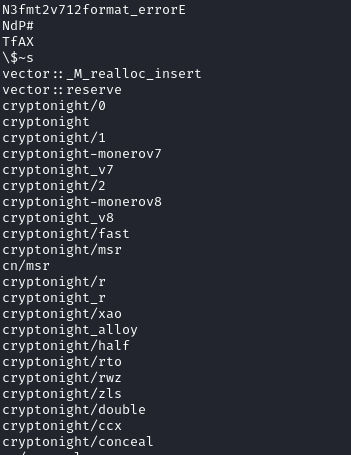 N3fmt2v712format_errorE
NdP#
TfAX
\$~s
vector::_M_realloc_insert
vector::reserve
cryptonight/0
cryptonight
cryptonight/1
cryptonight-monerov7
cryptonight_v7
cryptonight/2
cryptonight-monerov8
cryptonight_v8
cryptonight/fast
cryptonight/msr
cn/msr
cryptonight/r
cryptonight_r
cryptonight/xao
cryptonight_alloy
cryptonight/half
cryptonight/rto
cryptonight/rwz
cryptonight/zls
cryptonight/double
cryptonight/ccx
cryptonight/conceal